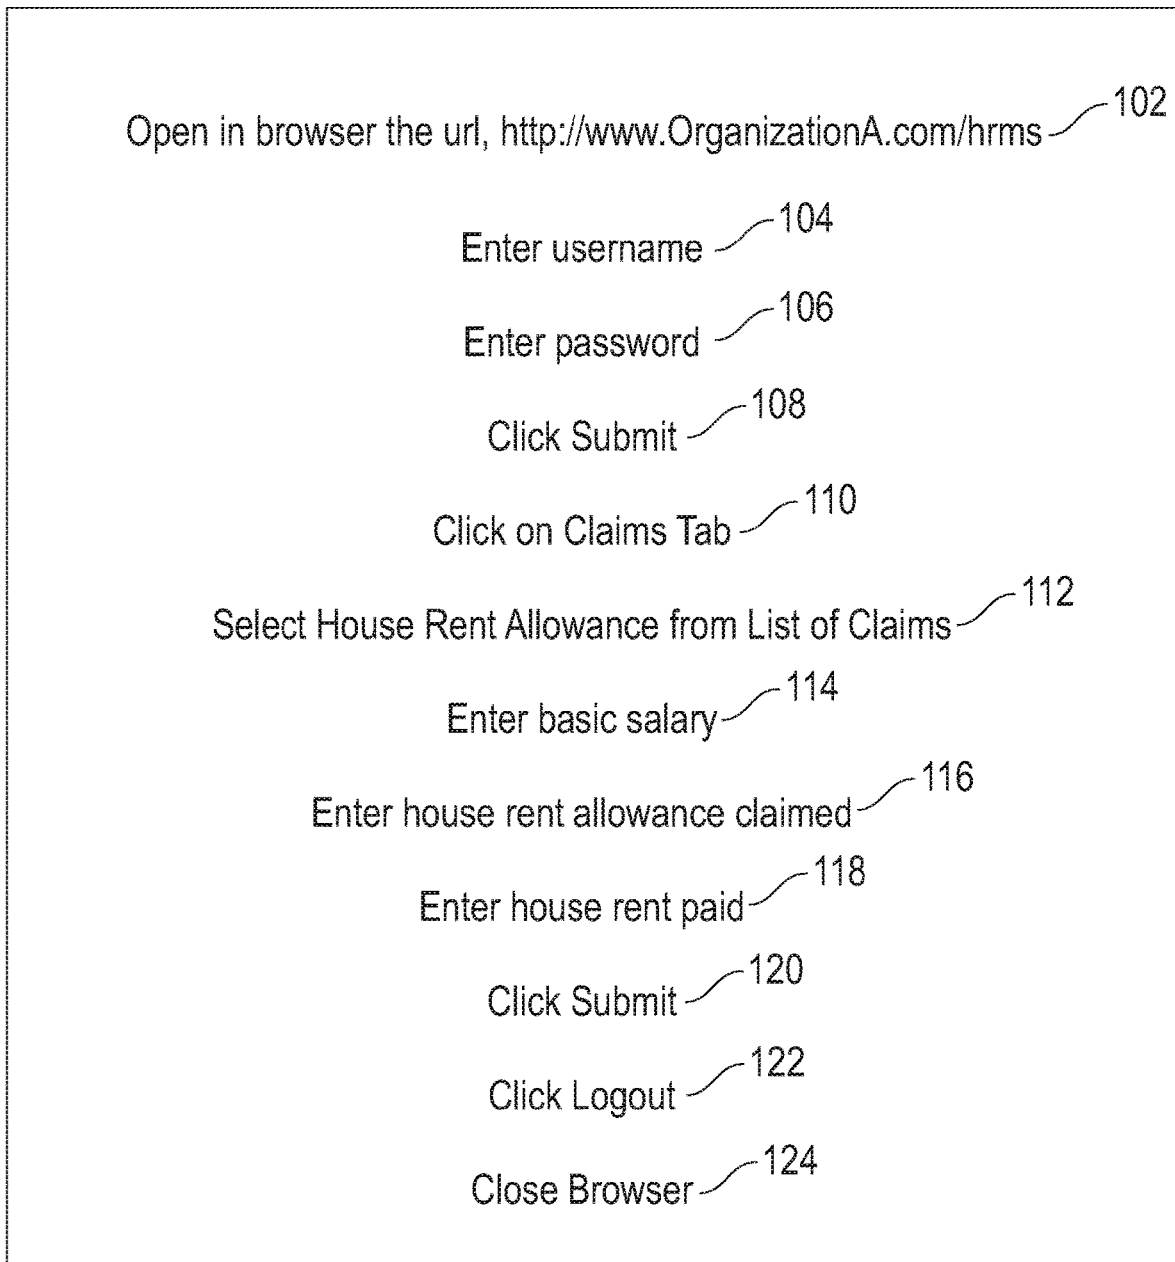 Open in browser the url, http://www.OrganizationA.com/hrms 102
Enter username 104
Enter password 106
Click Submit 108
Click on Claims Tab 110
Select House Rent Allowance from List of Claims 112
Enter basic salary 114
Enter house rent allowance claimed 116
Enter house rent paid 118
Click Submit 120
Click Logout 122
Close Browser 124